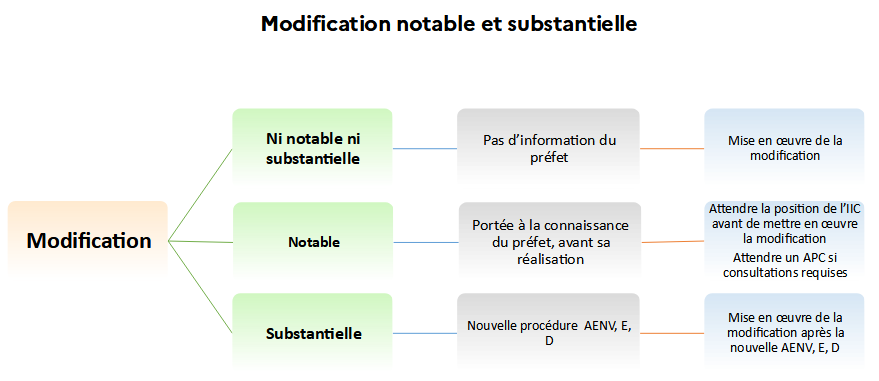 Modification notable et substantielle
Ni notable ni
substantielle
Pas d’information du
préfet
Mise en œuvre de la
modification
Modification
Notable
Portée à la connaissance
du préfet, avant sa
réalisation
Attendre la position de l’IIC
avant de mettre en œuvre
la modification
Attendre un APC si
consultations requises
Substantielle
Nouvelle procédure AENV, E,
D
Mise en œuvre de la
modification après la
nouvelle AENV, E, D